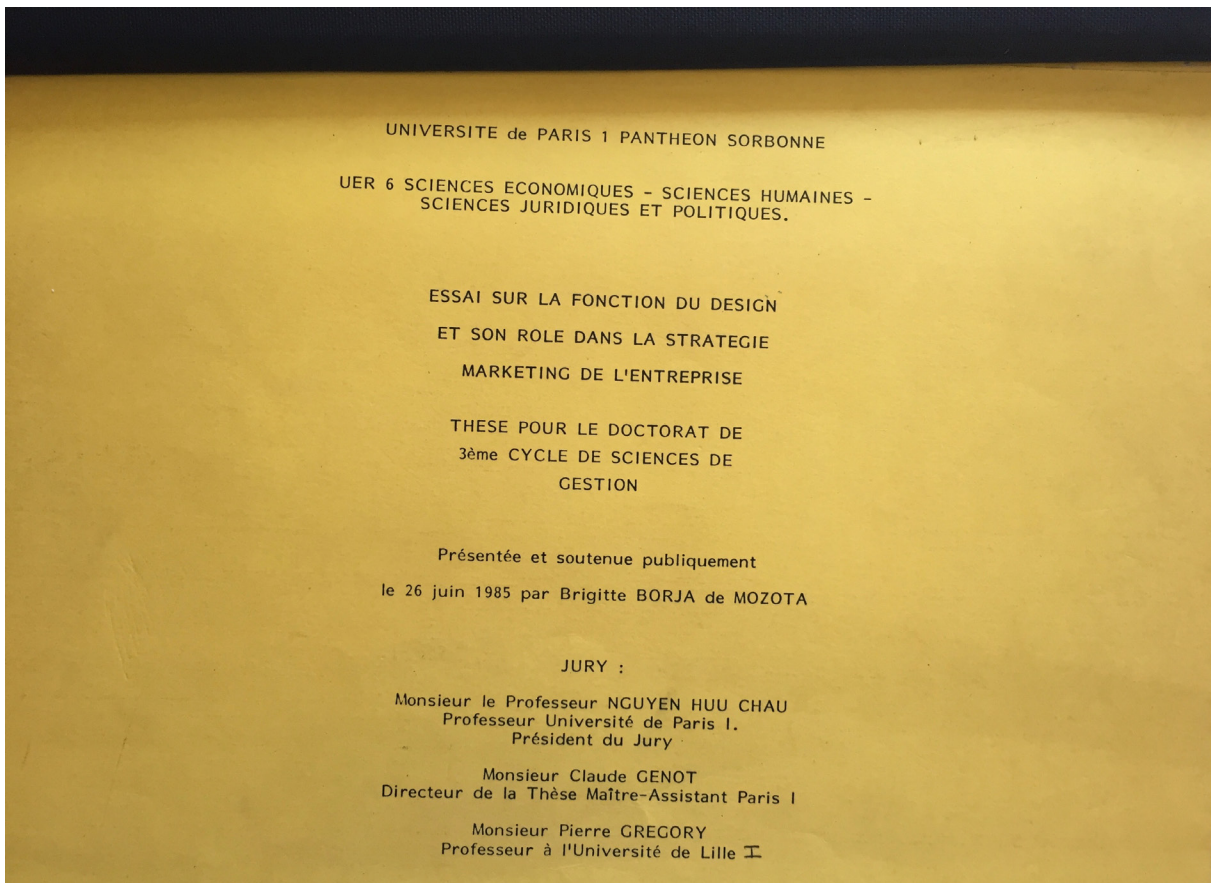 UNIVERSITE de PARIS 1 PANTHEON SORBONNE
UER 6 SCIENCES ECONOMIQUES - SCIENCES HUMAINES -
SCIENCES JURIDIQUES ET POLITIQUES.
ESSAI SUR LA FONCTION DU DESIGN
ET SON ROLE DANS LA STRATEGIE
MARKETING DE L'ENTREPRISE
THESE POUR LE DOCTORAT DE
3ème CYCLE DE SCIENCES DE
GESTION
Présentée et soutenue publiquement
le 26 juin 1985 par Brigitte BORJA de MOZOTA
JURY :
Monsieur le Professeur NGUYEN HUU CHAU
Professeur Université de Paris I.
Président du Jury
Monsieur Claude GENOT
Directeur de la Thèse Maître-Assistant Paris I
Monsieur Pierre GREGORY
Professeur à l'Université de Lille I